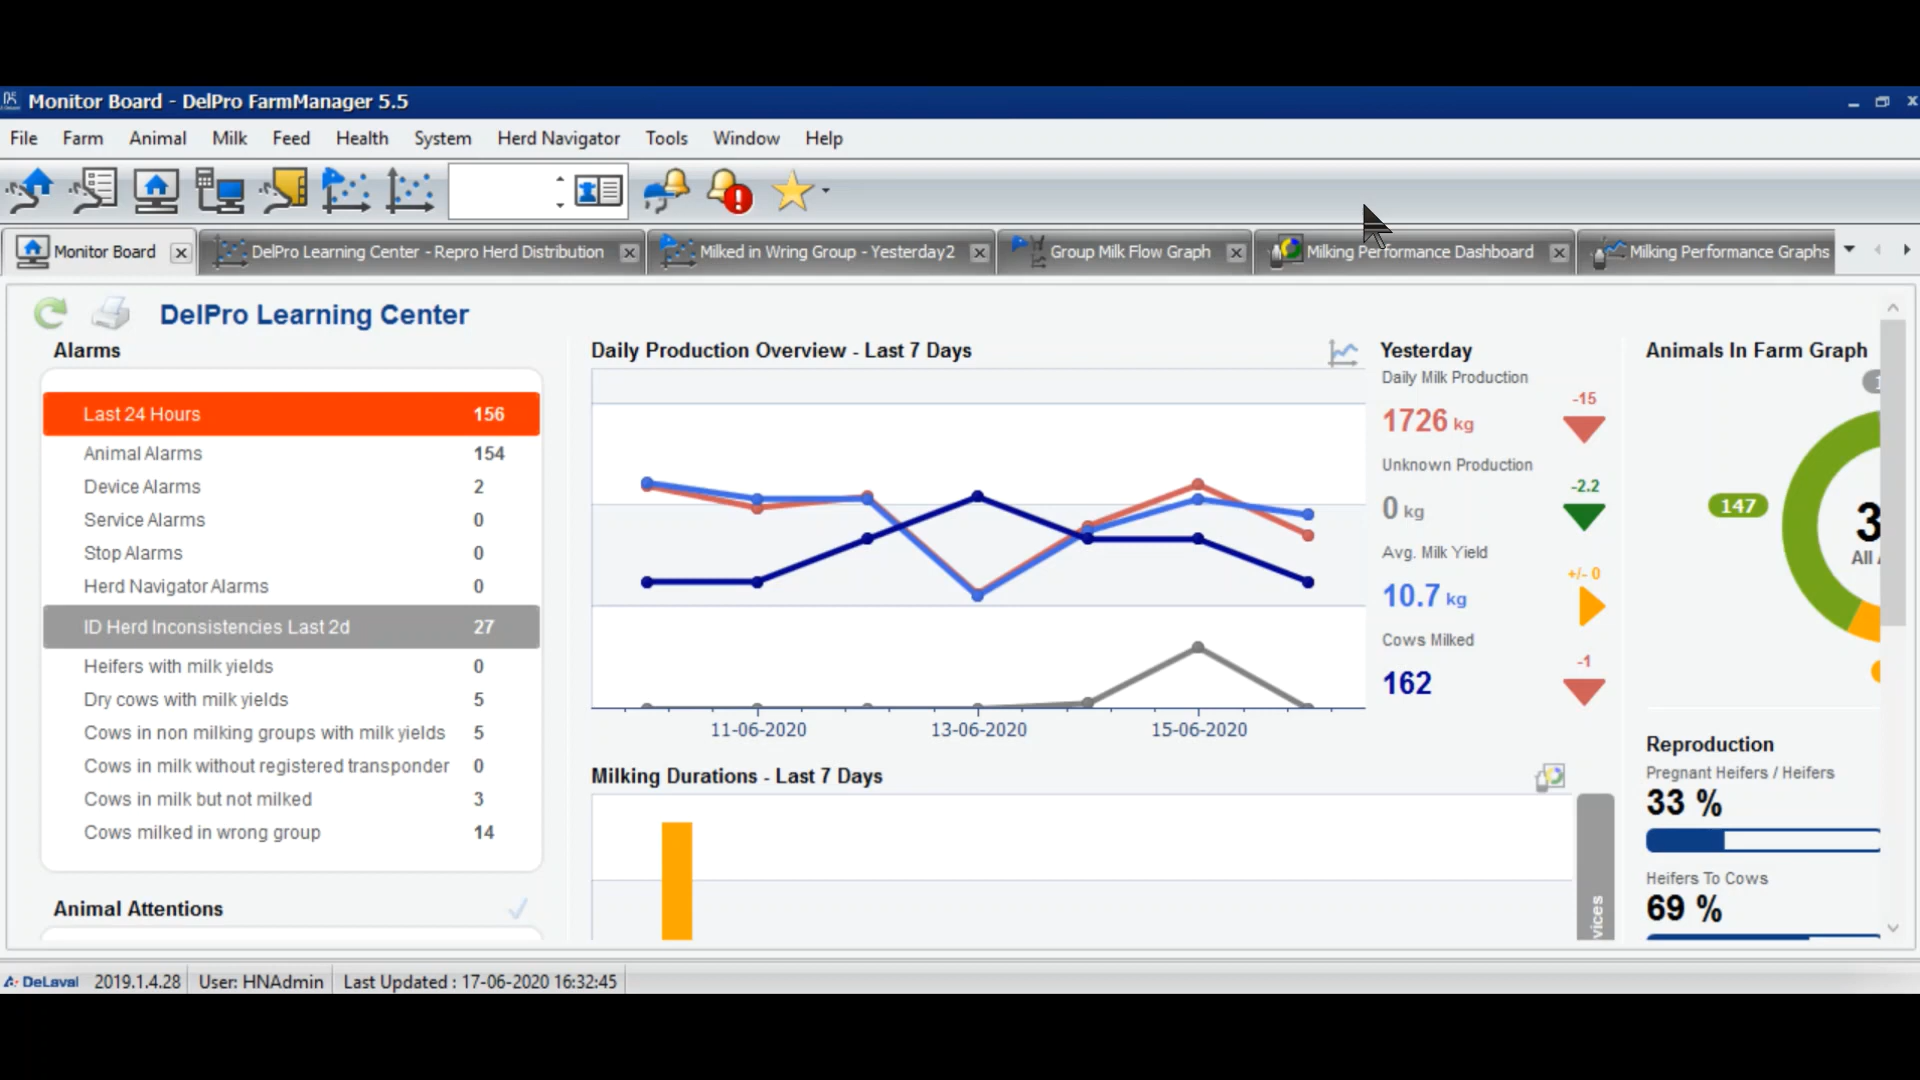 Monitor Board - DelPro FarmManager 5.5
File Farm Animal Milk Feed Health System Herd Navigator Tools Window Help
Monitor Board
DelPro Learning Center - Repro Herd Distribution
Milked in Wring Group - Yesterday2
Group Milk Flow Graph
Milking Performance Dashboard
Milking Performance Graphs
DelPro Learning Center
Alarms
Last 24 Hours 156
Animal Alarms 154
Device Alarms 2
Service Alarms 0
Stop Alarms 0
Herd Navigator Alarms 0
ID Herd Inconsistencies Last 2d 27
Heifers with milk yields 0
Dry cows with milk yields 5
Cows in non milking groups with milk yields 5
Cows in milk without registered transponder 0
Cows in milk but not milked 3
Cows milked in wrong group 14
Animal Attentions
Daily Production Overview - Last 7 Days
11-06-2020 13-06-2020 15-06-2020
Milking Durations - Last 7 Days
vices
Yesterday
Daily Milk Production
1726 kg -15
Unknown Production
0 kg -2.2
Avg. Milk Yield
10.7 kg +/- 0
Cows Milked
162 -1
Animals In Farm Graph
147
3
All
Reproduction
Pregnant Heifers / Heifers
33 %
Heifers To Cows
69 %
DeLaval 2019.1.4.28 User: HNAdmin Last Updated : 17-06-2020 16:32:45